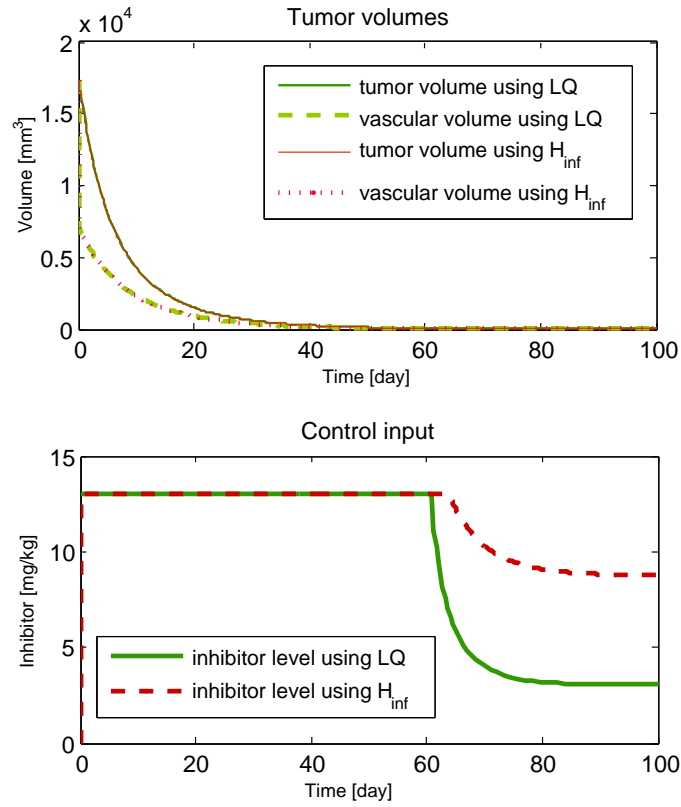 Tumor volumes
x 10^4
2
1.5
1
0.5
0
Volume [mm^3]
tumor volume using LQ
vascular volume using LQ
tumor volume using H_inf
vascular volume using H_inf
0 20 40 60 80 100
Time [day]
Control input
15
10
5
0
Inhibitor [mg/kg]
inhibitor level using LQ
inhibitor level using H_inf
0 20 40 60 80 100
Time [day]